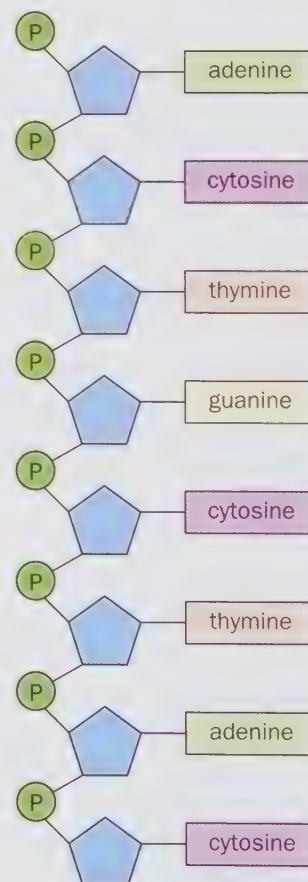 P
adenine
P
cytosine
P
thymine
P
guanine
P
cytosine
P
thymine
P
adenine
P
cytosine